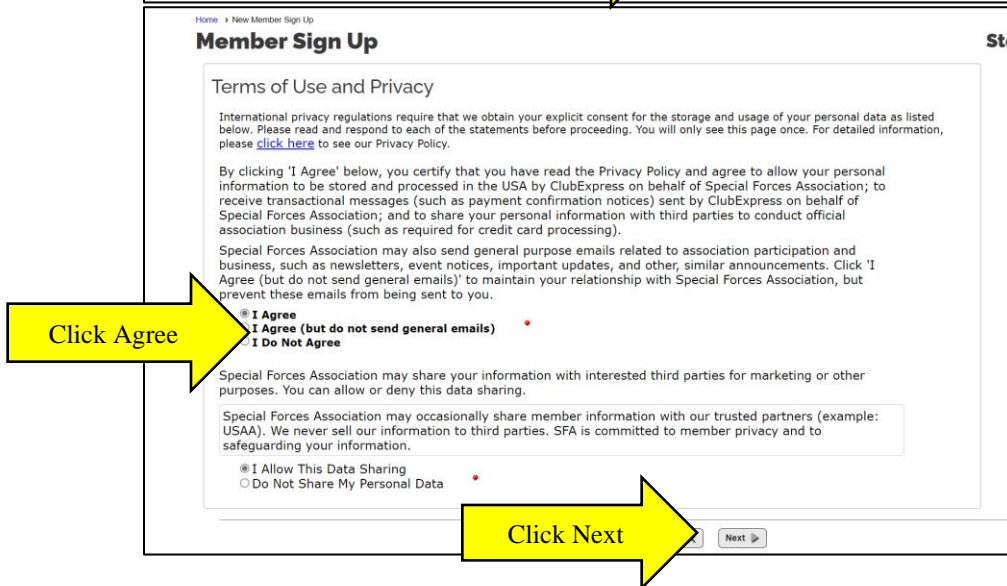 Home › New Member Sign Up
Member Sign Up
Terms of Use and Privacy
International privacy regulations require that we obtain your explicit consent for the storage and usage of your personal data as listed
below. Please read and respond to each of the statements before proceeding. You will only see this page once. For detailed information,
please click here to see our Privacy Policy.
By clicking 'I Agree' below, you certify that you have read the Privacy Policy and agree to allow your personal
information to be stored and processed in the USA by ClubExpress on behalf of Special Forces Association; to
receive transactional messages (such as payment confirmation notices) sent by ClubExpress on behalf of
Special Forces Association; and to share your personal information with third parties to conduct official
association business (such as required for credit card processing).
Special Forces Association may also send general purpose emails related to association participation and
business, such as newsletters, event notices, important updates, and other, similar announcements. Click 'I
Agree (but do not send general emails)' to maintain your relationship with Special Forces Association, but
prevent these emails from being sent to you.
I Agree
Click Agree
I Agree (but do not send general emails)
I Do Not Agree
Special Forces Association may share your information with interested third parties for marketing or other
purposes. You can allow or deny this data sharing.
Special Forces Association may occasionally share member information with our trusted partners (example:
USAA). We never sell our information to third parties. SFA is committed to member privacy and to
safeguarding your information.
I Allow This Data Sharing
Do Not Share My Personal Data
Click Next
Next